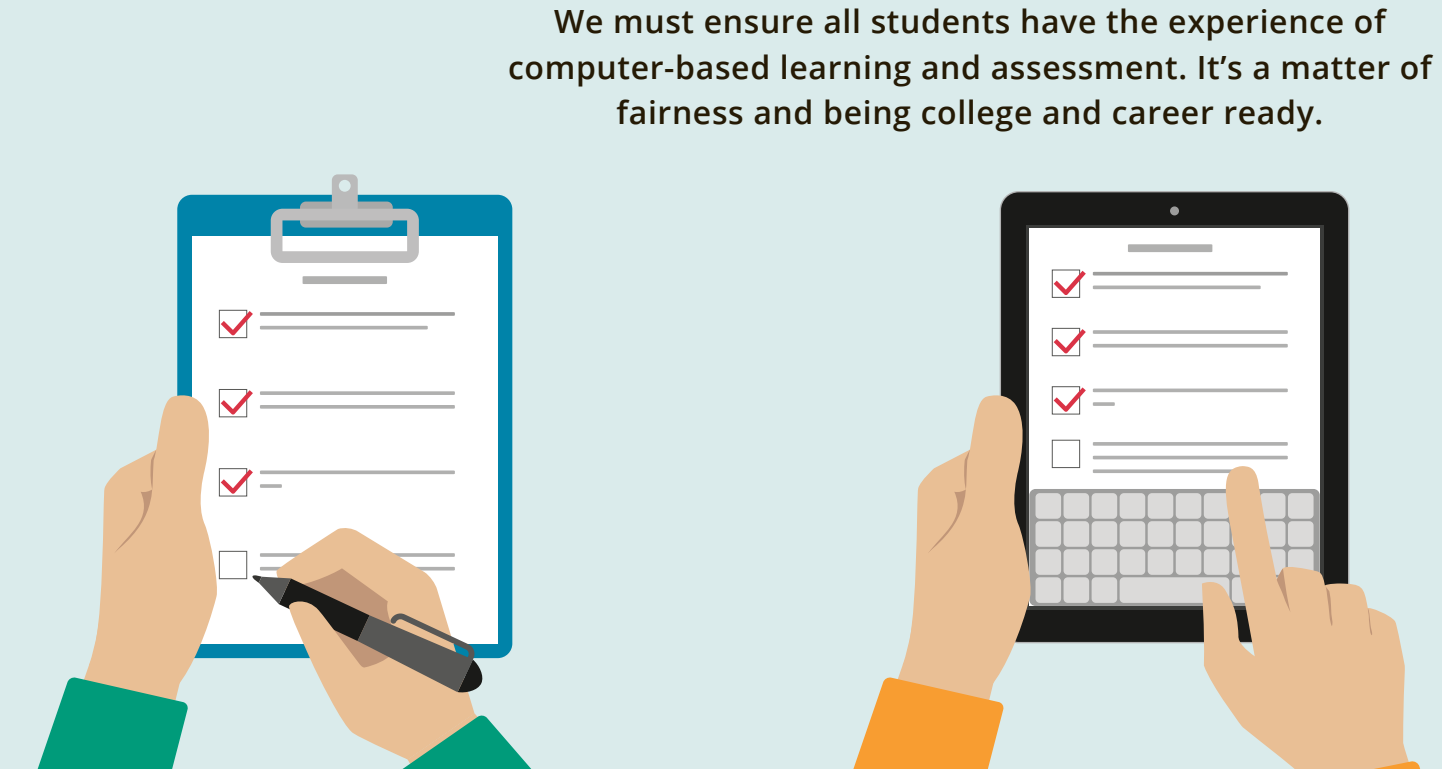 We must ensure all students have the experience of
computer-based learning and assessment. It’s a matter of
fairness and being college and career ready.